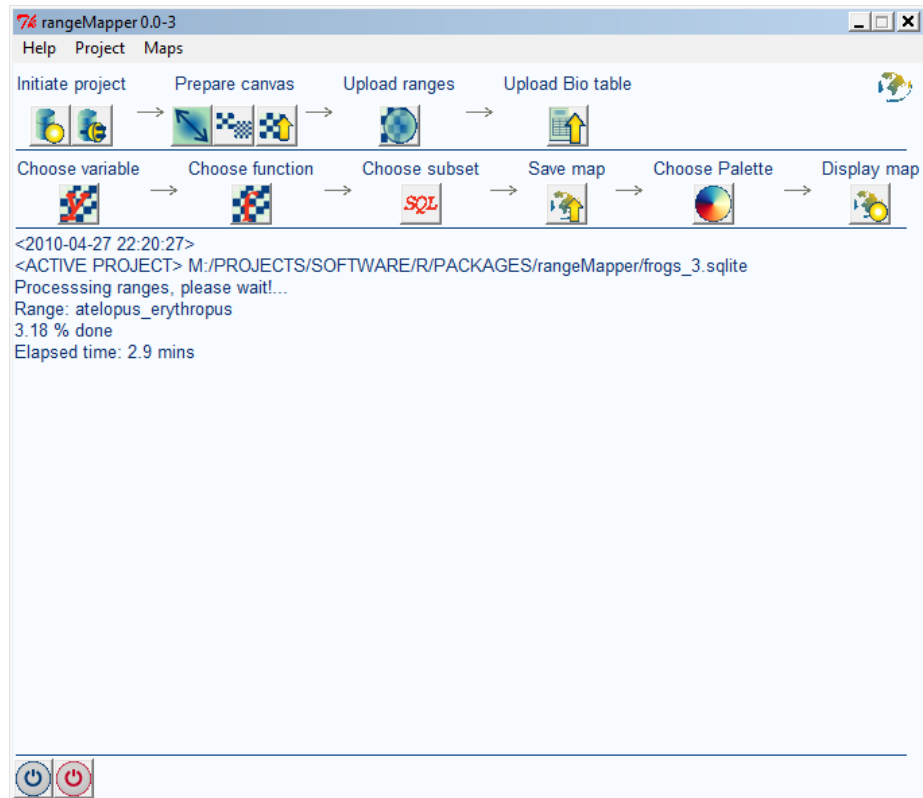 rangeMapper 0.0-3
Help Project Maps
Initiate project Prepare canvas Upload ranges Upload Bio table
Choose variable Choose function Choose subset Save map Choose Palette Display map
y f SQL
<2010-04-27 22:20:27>
<ACTIVE PROJECT> M:/PROJECTS/SOFTWARE/R/PACKAGES/rangeMapper/frogs_3.sqlite
Processsing ranges, please wait!...
Range: atelopus_erythropus
3.18 % done
Elapsed time: 2.9 mins